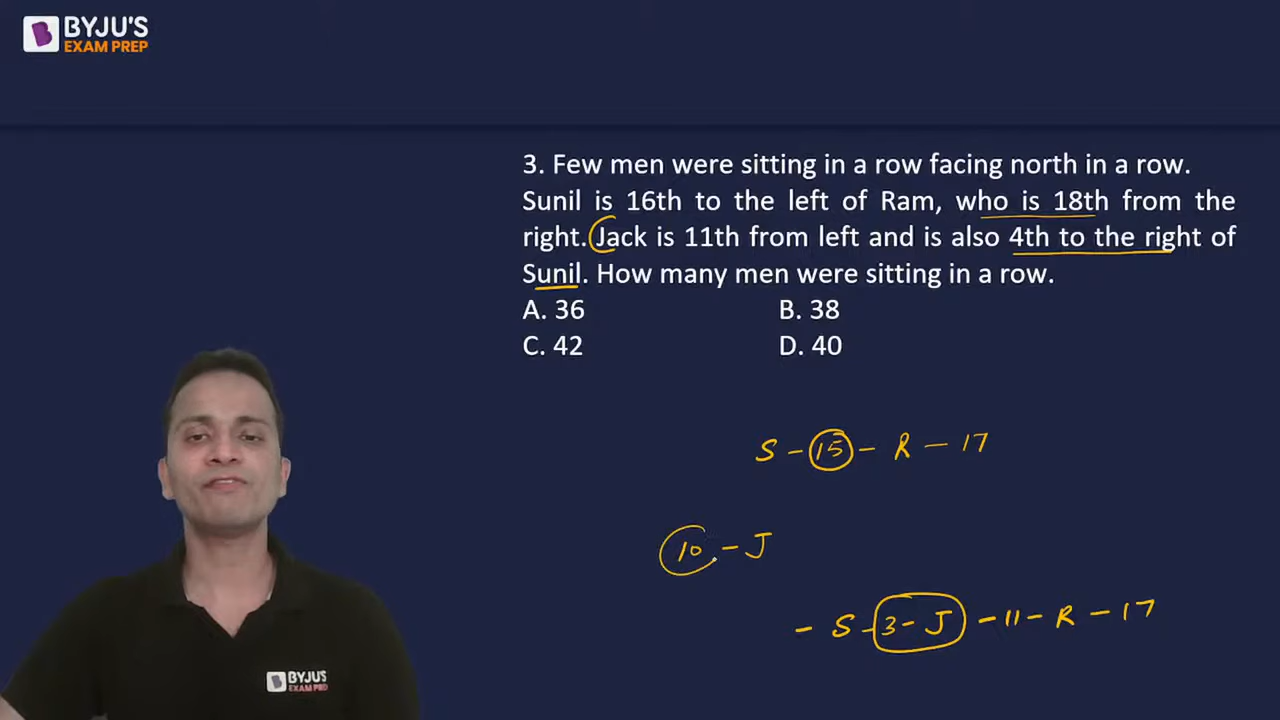 BYJU'S
EXAM PREP
3. Few men were sitting in a row facing north in a row.
Sunil is 16th to the left of Ram, who is 18th from the
right. Jack is 11th from left and is also 4th to the right of
Sunil. How many men were sitting in a row.
A. 36 B. 38
C. 42 D. 40
S - 15 - R - 17
10 - J
- S - 3 - J - 11 - R - 17
BYJU'S
EXAM PREP